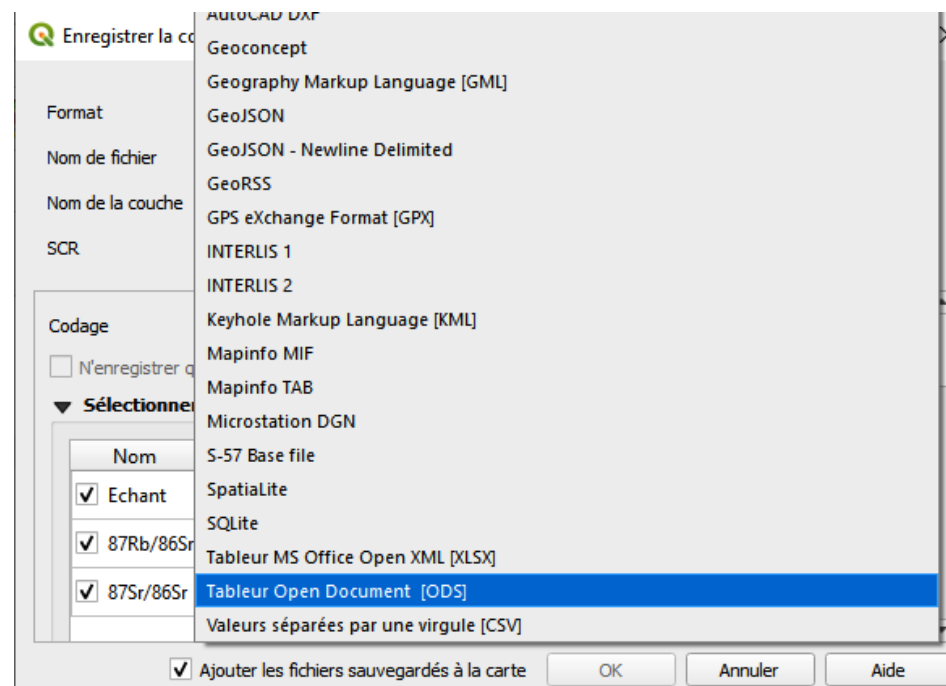 Enregistrer la co
AutoCAD DXF
Geoconcept
Geography Markup Language [GML]
GeoJSON
GeoJSON - Newline Delimited
GeoRSS
GPS eXchange Format [GPX]
INTERLIS 1
INTERLIS 2
Keyhole Markup Language [KML]
Mapinfo MIF
Mapinfo TAB
Microstation DGN
S-57 Base file
SpatiaLite
SQLite
Tableur MS Office Open XML [XLSX]
Tableur Open Document [ODS]
Valeurs séparées par une virgule [CSV]
Format
Nom de fichier
Nom de la couche
SCR
Codage
N'enregistrer q
Sélectionner
Nom
Echant
87Rb/86Sr
87Sr/86Sr
Ajouter les fichiers sauvegardés à la carte
OK
Annuler
Aide